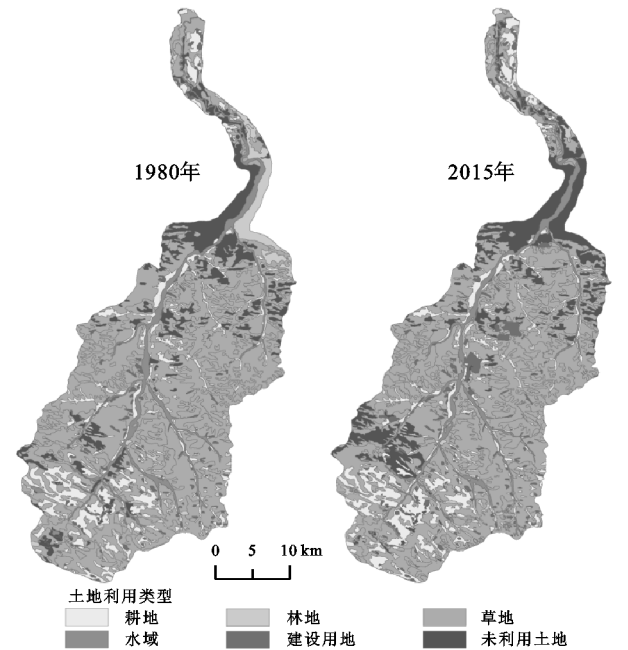 1980年
2015年
0 5 10 km
土地利用类型
耕地 林地 草地
水域 建设用地 未利用土地